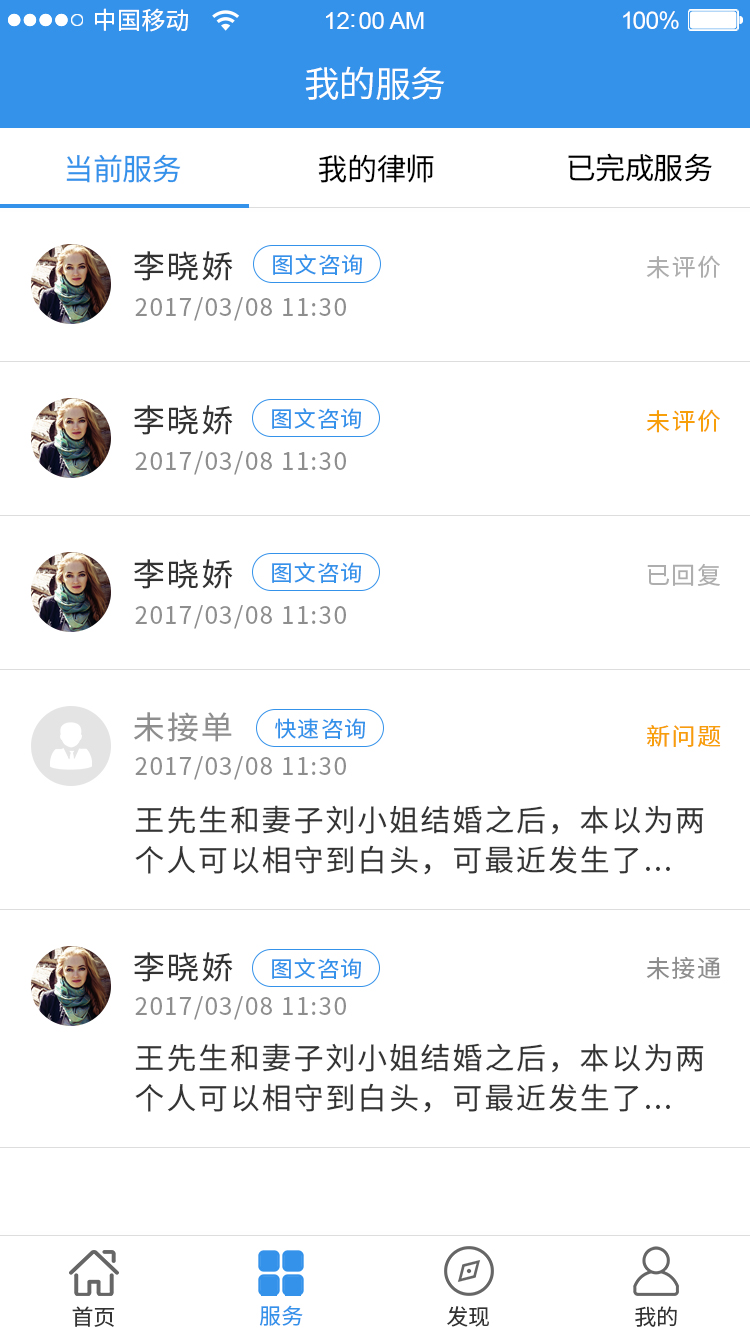 中国移动 12:00 AM 100%
我的服务
当前服务 我的律师 已完成服务
李晓娇 图文咨询 未评价
2017/03/08 11:30
李晓娇 图文咨询 未评价
2017/03/08 11:30
李晓娇 图文咨询 已回复
2017/03/08 11:30
未接单 快速咨询 新问题
2017/03/08 11:30
王先生和妻子刘小姐结婚之后，本以为两
个人可以相守到白头，可最近发生了...
李晓娇 图文咨询 未接通
2017/03/08 11:30
王先生和妻子刘小姐结婚之后，本以为两
个人可以相守到白头，可最近发生了...
首页 服务 发现 我的